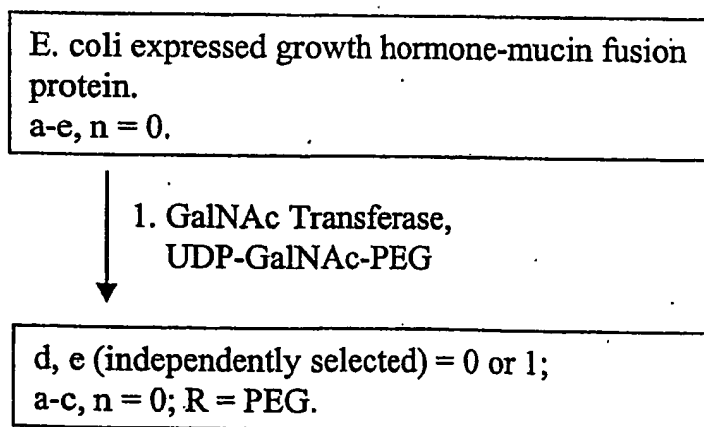 E. coli expressed growth hormone-mucin fusion
protein.
a-e, n = 0.
1. GalNAc Transferase,
UDP-GalNAc-PEG
d, e (independently selected) = 0 or 1;
a-c, n = 0; R = PEG.